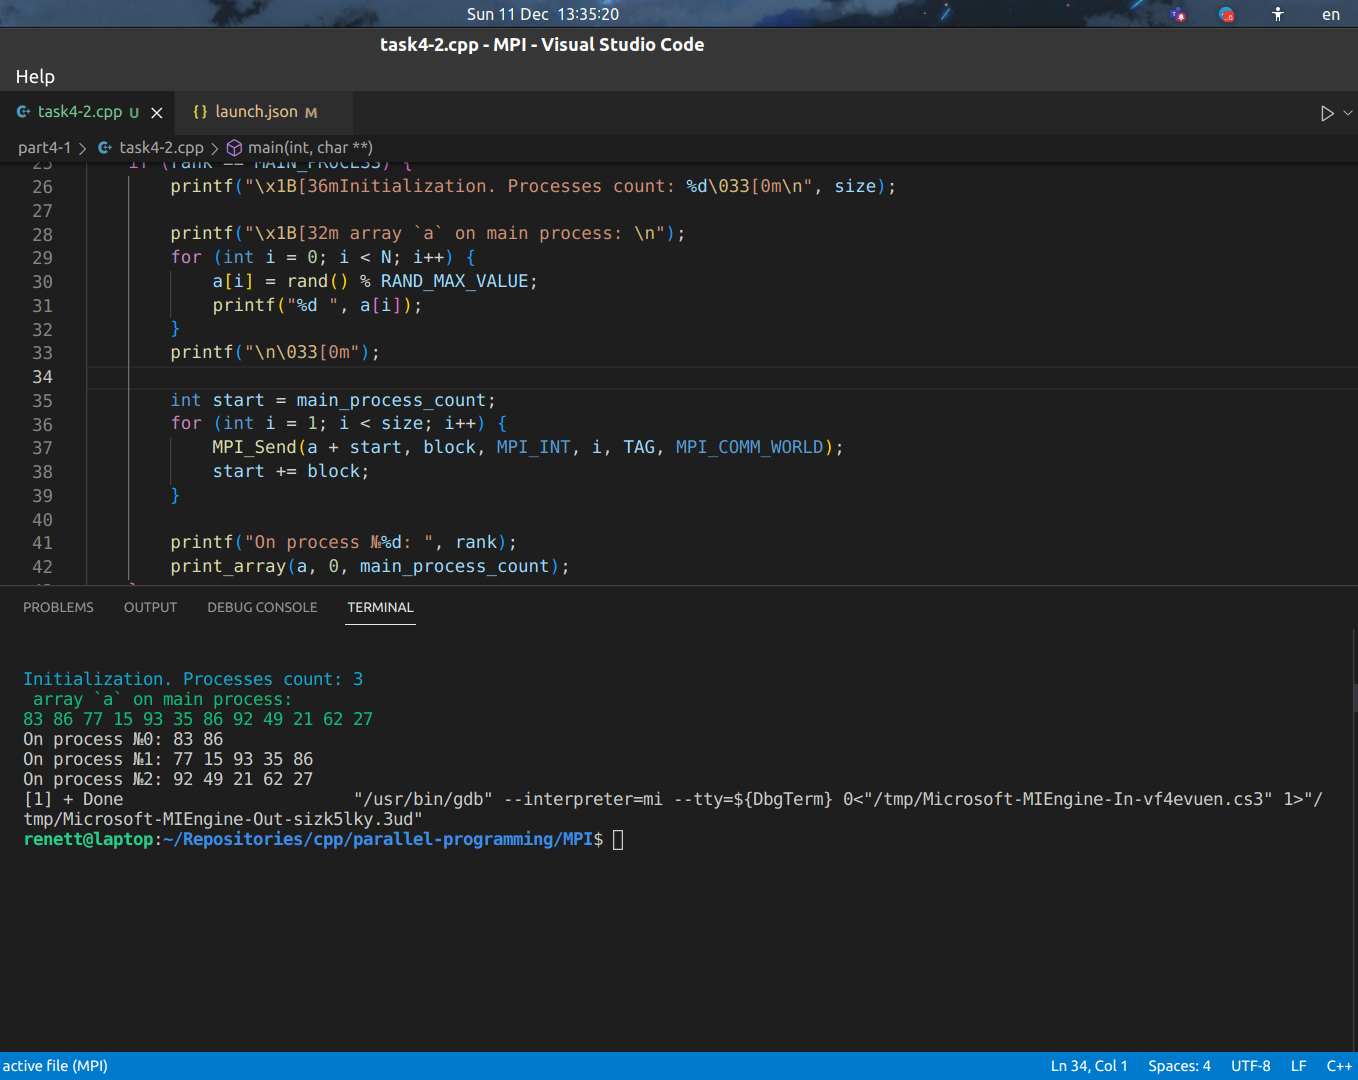 Sun 11 Dec 13:35:20
en
task4-2.cpp - MPI - Visual Studio Code
Help
task4-2.cpp U
{} launch.json M
part4-1 > task4-2.cpp > main(int, char **)
25 if (rank == MAIN_PROCESS) {
26 printf("\x1B[36mInitialization. Processes count: %d\033[0m\n", size);
27
28 printf("\x1B[32m array `a` on main process: \n");
29 for (int i = 0; i < N; i++) {
30 a[i] = rand() % RAND_MAX_VALUE;
31 printf("%d ", a[i]);
32 }
33 printf("\n\033[0m");
34
35 int start = main_process_count;
36 for (int i = 1; i < size; i++) {
37 MPI_Send(a + start, block, MPI_INT, i, TAG, MPI_COMM_WORLD);
38 start += block;
39 }
40
41 printf("On process №%d: ", rank);
42 print_array(a, 0, main_process_count);
PROBLEMS OUTPUT DEBUG CONSOLE TERMINAL
Initialization. Processes count: 3
array `a` on main process:
83 86 77 15 93 35 86 92 49 21 62 27
On process №0: 83 86
On process №1: 77 15 93 35 86
On process №2: 92 49 21 62 27
[1] + Done "/usr/bin/gdb" --interpreter=mi --tty=${DbgTerm} 0<"/tmp/Microsoft-MIEngine-In-vf4evuen.cs3" 1>"/
tmp/Microsoft-MIEngine-Out-sizk5lky.3ud"
renett@laptop:~/Repositories/cpp/parallel-programming/MPI$
active file (MPI)
Ln 34, Col 1 Spaces: 4 UTF-8 LF C++